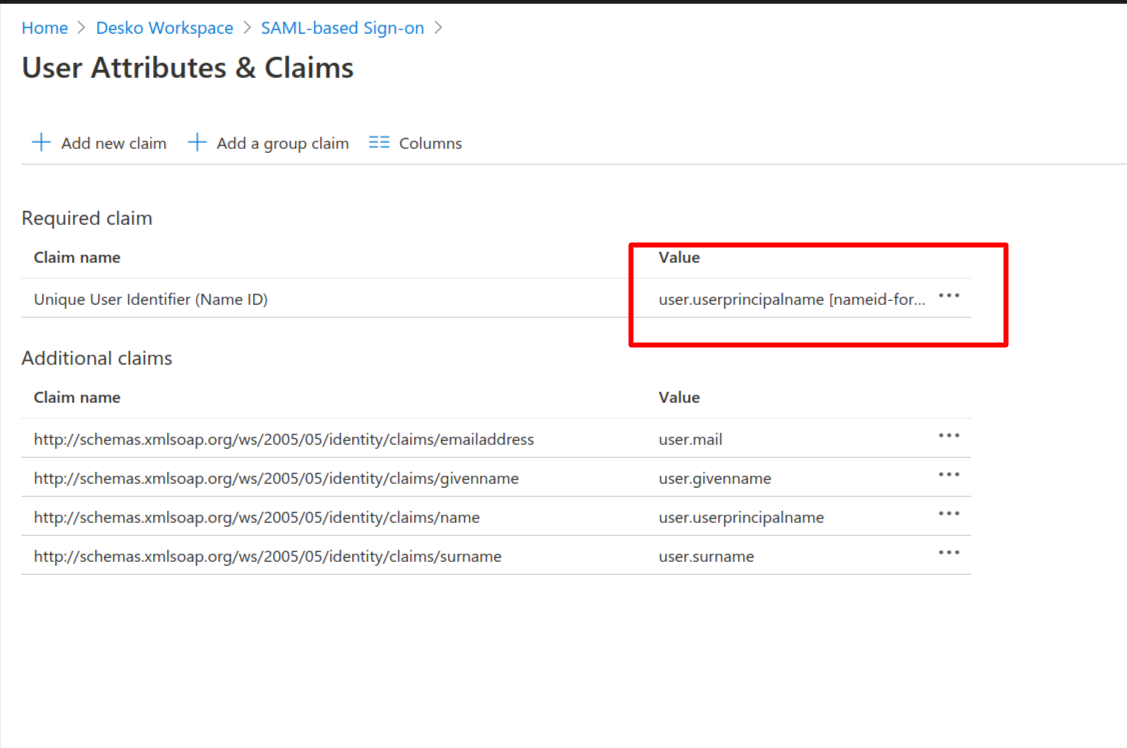 Home > Desko Workspace > SAML-based Sign-on >
User Attributes & Claims
+ Add new claim + Add a group claim Columns
Required claim
Claim name Value
Unique User Identifier (Name ID) user.userprincipalname [nameid-for... •••
Additional claims
Claim name Value
http://schemas.xmlsoap.org/ws/2005/05/identity/claims/emailaddress user.mail •••
http://schemas.xmlsoap.org/ws/2005/05/identity/claims/givenname user.givenname •••
http://schemas.xmlsoap.org/ws/2005/05/identity/claims/name user.userprincipalname •••
http://schemas.xmlsoap.org/ws/2005/05/identity/claims/surname user.surname •••